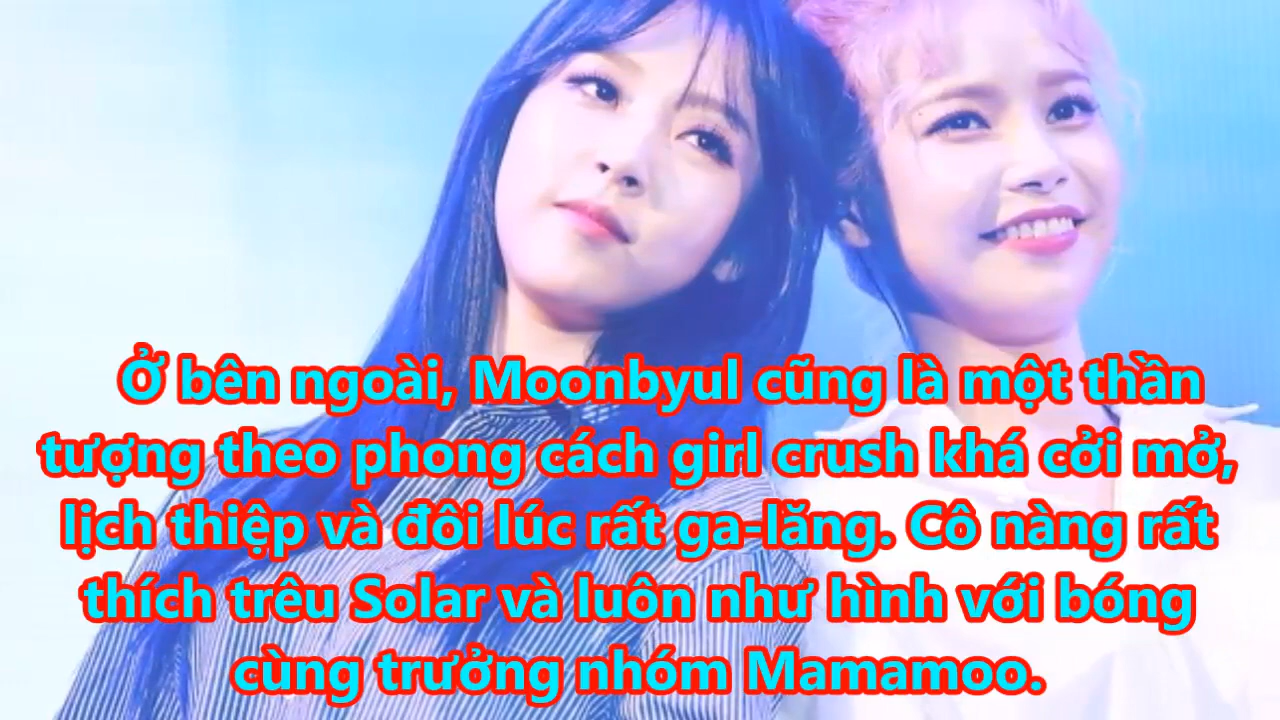 Ở bên ngoài, Moonbyul cũng là một thần
tượng theo phong cách girl crush khá cởi mở,
lịch thiệp và đôi lúc rất ga-lăng. Cô nàng rất
thích trêu Solar và luôn như hình với bóng
cùng trưởng nhóm Mamamoo.